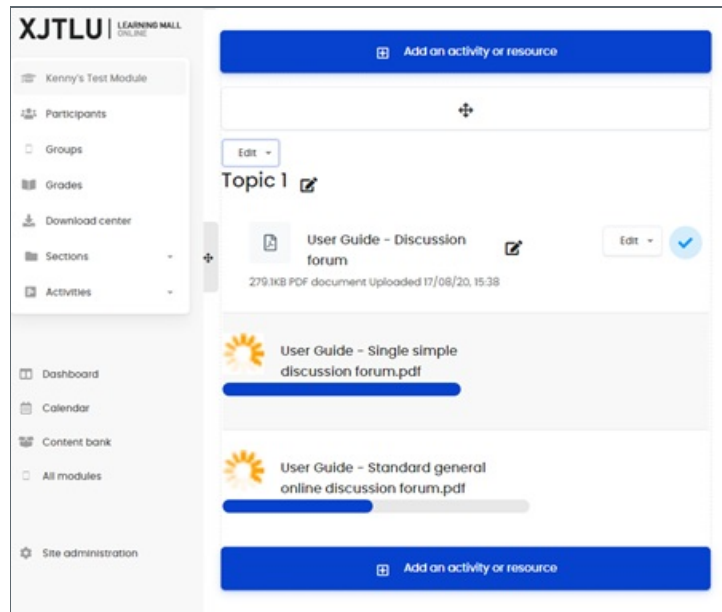 XJTLU
LEARNING MALL
ONLINE
Kenny's Test Module
Participants
Groups
Grades
Download center
Sections
Activities
Dashboard
Calendar
Content bank
All modules
Site administration
Add an activity or resource
Edit
Topic 1
User Guide - Discussion
forum
Edit
279.1KB PDF document Uploaded 17/08/20, 15:38
User Guide - Single simple
discussion forum.pdf
User Guide - Standard general
online discussion forum.pdf
Add an activity or resource